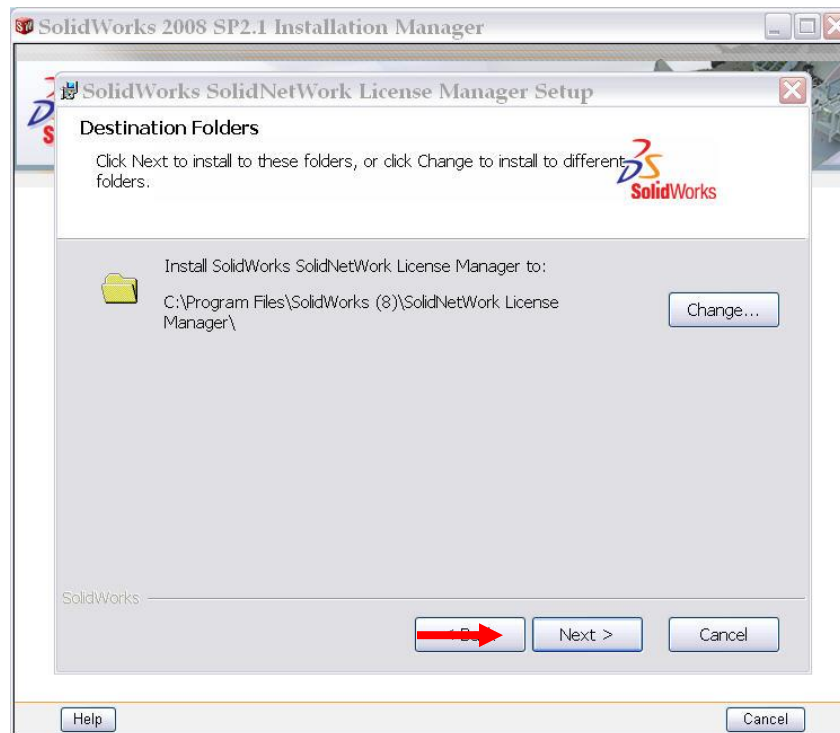 SolidWorks 2008 SP2.1 Installation Manager
SolidWorks SolidNetWork License Manager Setup
Destination Folders
Click Next to install to these folders, or click Change to install to different
folders.
SolidWorks
Install SolidWorks SolidNetWork License Manager to:
C:\Program Files\SolidWorks (8)\SolidNetWork License
Manager\
Change...
SolidWorks
Next >
Cancel
Help
Cancel